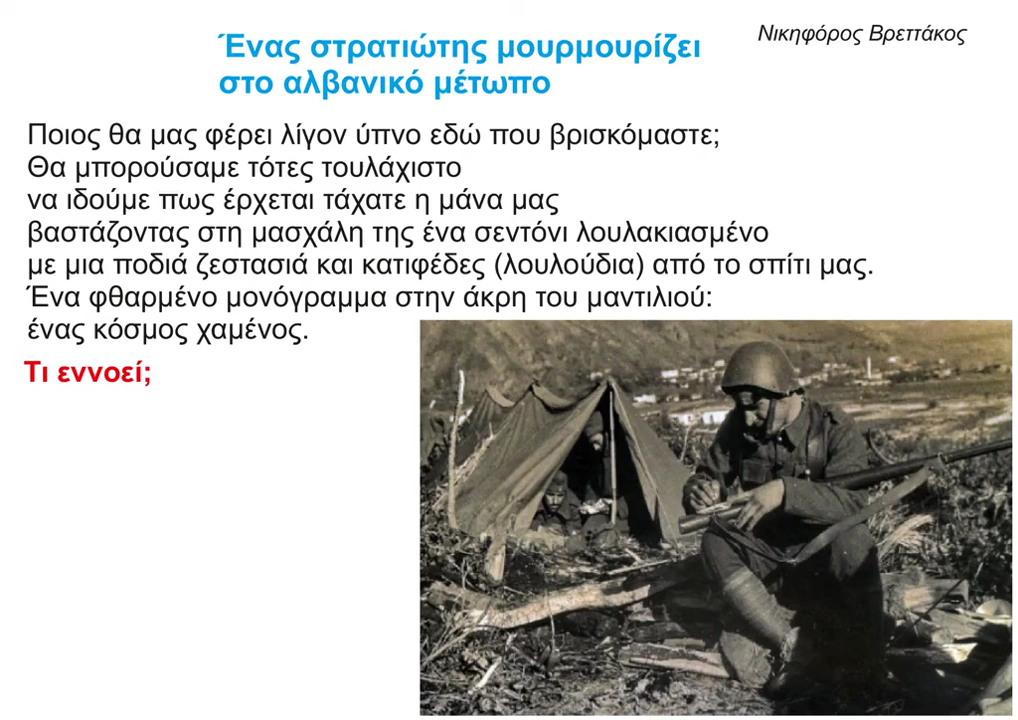 Ένας στρατιώτης μουρμουρίζει
στο αλβανικό μέτωπο
Νικηφόρος Βρεττάκος
Ποιος θα μας φέρει λίγον ύπνο εδώ που βρισκόμαστε;
Θα μπορούσαμε τότες τουλάχιστο
να ιδούμε πως έρχεται τάχατε η μάνα μας
βαστάζοντας στη μασχάλη της ένα σεντόνι λουλακιασμένο
με μια ποδιά ζεστασιά και κατιφέδες (λουλούδια) από το σπίτι μας.
Ένα φθαρμένο μονόγραμμα στην άκρη του μαντιλιού:
ένας κόσμος χαμένος.
Τι εννοεί;